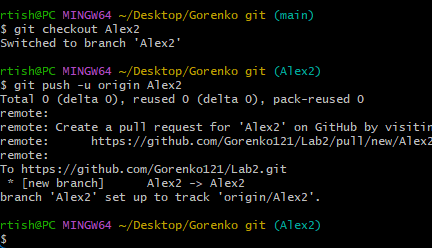 rtish@PC MINGW64 ~/Desktop/Gorenko git (main)
$ git checkout Alex2
Switched to branch 'Alex2'
rtish@PC MINGW64 ~/Desktop/Gorenko git (Alex2)
$ git push -u origin Alex2
Total 0 (delta 0), reused 0 (delta 0), pack-reused 0
remote:
remote: Create a pull request for 'Alex2' on GitHub by visitin
remote:      https://github.com/Gorenko121/Lab2/pull/new/Alex2
remote:
To https://github.com/Gorenko121/Lab2.git
 * [new branch]      Alex2 -> Alex2
branch 'Alex2' set up to track 'origin/Alex2'.
rtish@PC MINGW64 ~/Desktop/Gorenko git (Alex2)
$